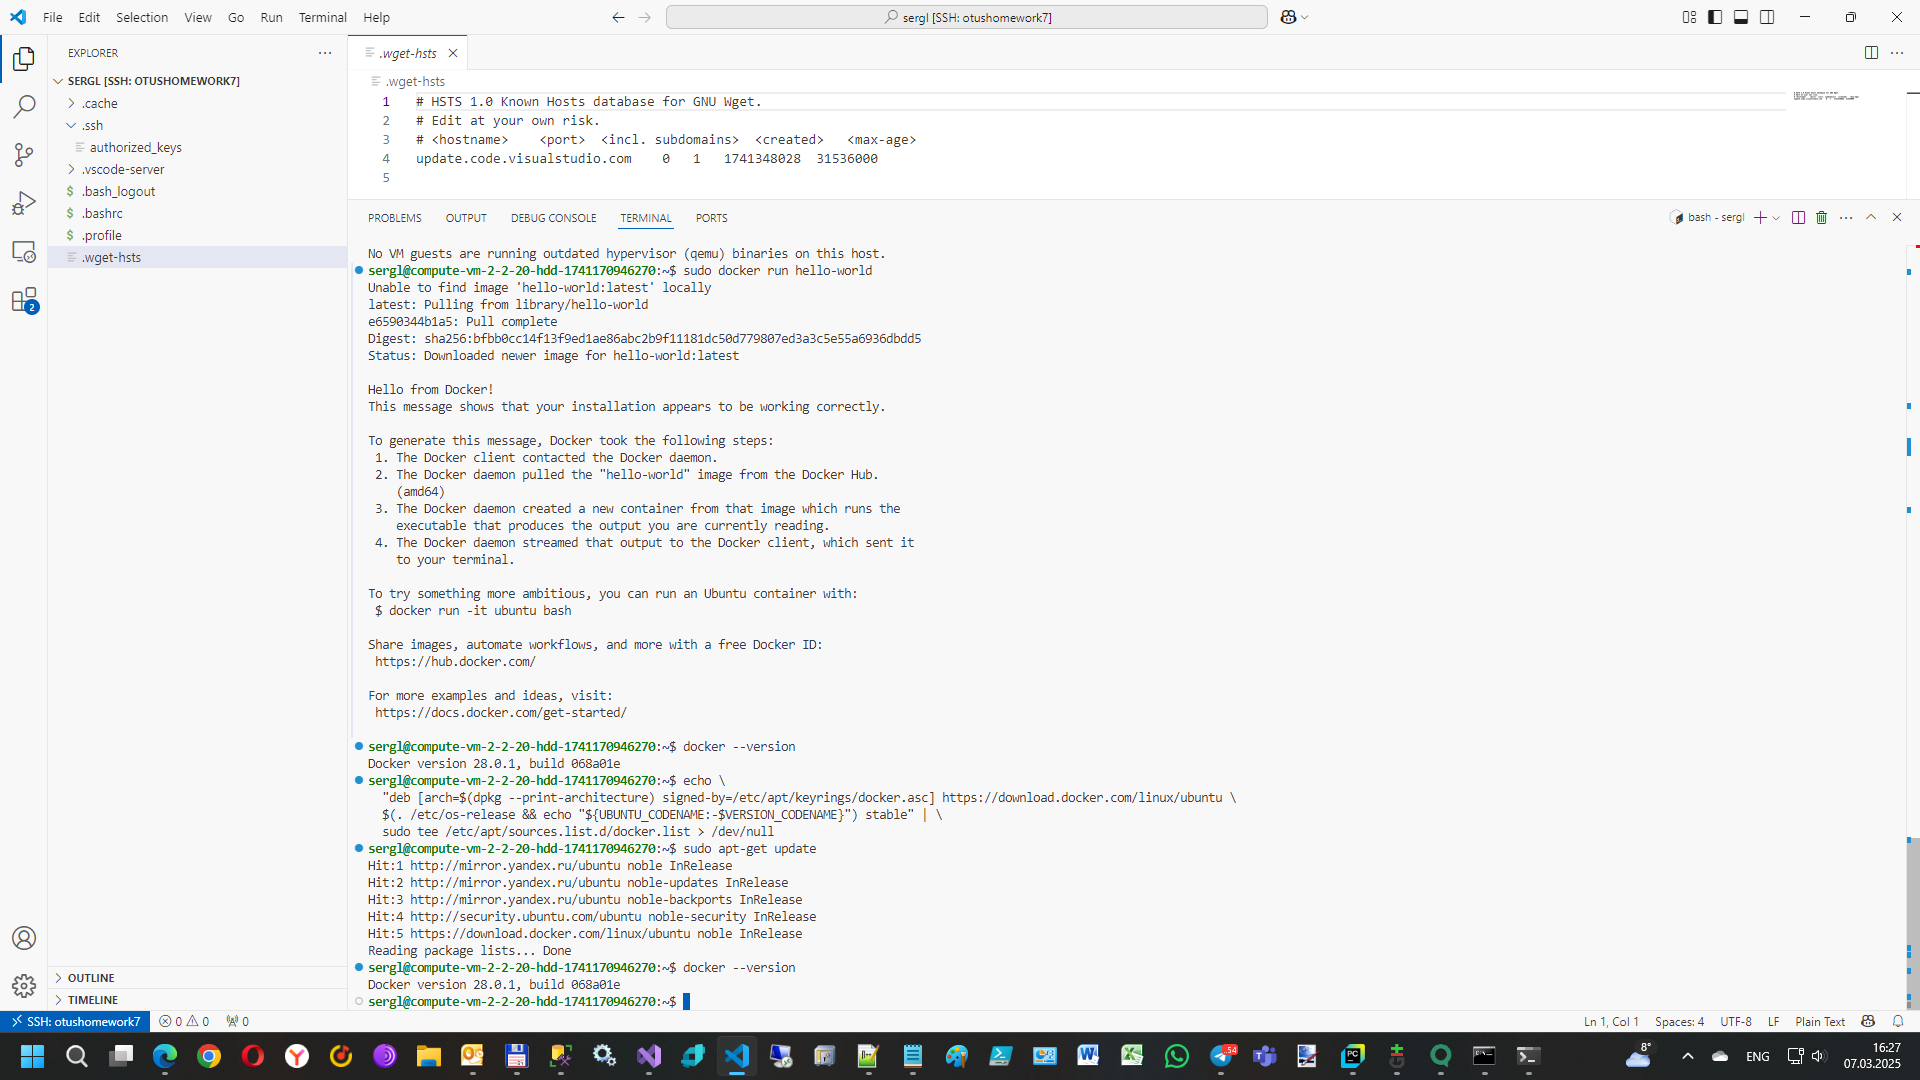 File Edit Selection View Go Run Terminal Help
sergl [SSH: otushomework7]
EXPLORER
SERGL [SSH: OTUSHOMEWORK7]
.cache
.ssh
authorized_keys
.vscode-server
$ .bash_logout
$ .bashrc
$ .profile
.wget-hsts
OUTLINE
TIMELINE
2
.wget-hsts
.wget-hsts
1 # HSTS 1.0 Known Hosts database for GNU Wget.
2 # Edit at your own risk.
3 # <hostname> <port> <incl. subdomains> <created> <max-age>
4 update.code.visualstudio.com 0 1 1741348028 31536000
5
PROBLEMS OUTPUT DEBUG CONSOLE TERMINAL PORTS
bash - sergl
No VM guests are running outdated hypervisor (qemu) binaries on this host.
sergl@compute-vm-2-2-20-hdd-1741170946270:~$ sudo docker run hello-world
Unable to find image 'hello-world:latest' locally
latest: Pulling from library/hello-world
e6590344b1a5: Pull complete
Digest: sha256:bfbb0cc14f13f9ed1ae86abc2b9f11181dc50d779807ed3a3c5e55a6936dbdd5
Status: Downloaded newer image for hello-world:latest
Hello from Docker!
This message shows that your installation appears to be working correctly.
To generate this message, Docker took the following steps:
1. The Docker client contacted the Docker daemon.
2. The Docker daemon pulled the "hello-world" image from the Docker Hub.
(amd64)
3. The Docker daemon created a new container from that image which runs the
executable that produces the output you are currently reading.
4. The Docker daemon streamed that output to the Docker client, which sent it
to your terminal.
To try something more ambitious, you can run an Ubuntu container with:
$ docker run -it ubuntu bash
Share images, automate workflows, and more with a free Docker ID:
https://hub.docker.com/
For more examples and ideas, visit:
https://docs.docker.com/get-started/
sergl@compute-vm-2-2-20-hdd-1741170946270:~$ docker --version
Docker version 28.0.1, build 068a01e
sergl@compute-vm-2-2-20-hdd-1741170946270:~$ echo \
"deb [arch=$(dpkg --print-architecture) signed-by=/etc/apt/keyrings/docker.asc] https://download.docker.com/linux/ubuntu \
$(. /etc/os-release && echo "${UBUNTU_CODENAME:-$VERSION_CODENAME}") stable" | \
sudo tee /etc/apt/sources.list.d/docker.list > /dev/null
sergl@compute-vm-2-2-20-hdd-1741170946270:~$ sudo apt-get update
Hit:1 http://mirror.yandex.ru/ubuntu noble InRelease
Hit:2 http://mirror.yandex.ru/ubuntu noble-updates InRelease
Hit:3 http://mirror.yandex.ru/ubuntu noble-backports InRelease
Hit:4 http://security.ubuntu.com/ubuntu noble-security InRelease
Hit:5 https://download.docker.com/linux/ubuntu noble InRelease
Reading package lists... Done
sergl@compute-vm-2-2-20-hdd-1741170946270:~$ docker --version
Docker version 28.0.1, build 068a01e
sergl@compute-vm-2-2-20-hdd-1741170946270:~$
SSH: otushomework7 0 0 0 Ln 1, Col 1 Spaces: 4 UTF-8 LF Plain Text
8° ENG 16:27
07.03.2025